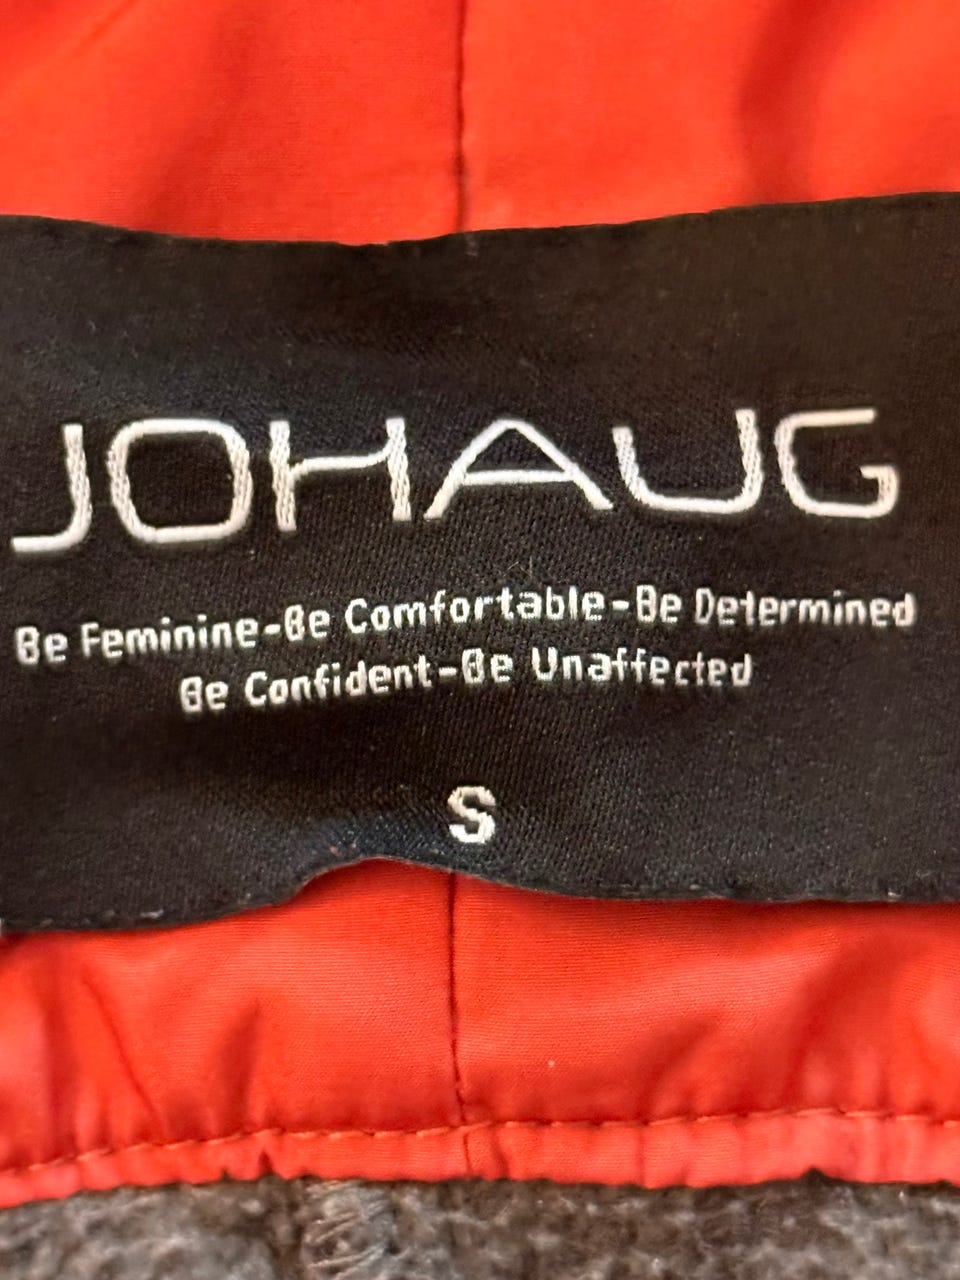 JOHAUG
Be Feminine-Be Comfortable-Be Determined
Be Confident-Be Unaffected
S